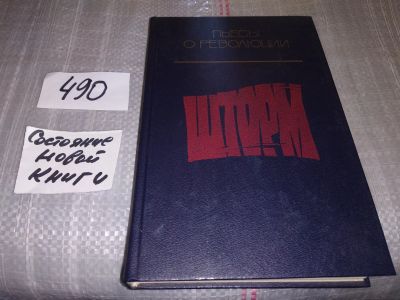 ПЬЕСЫ
О РЕВОЛЮЦИИ
ШТОРМ
490
Состояние
новой
книги